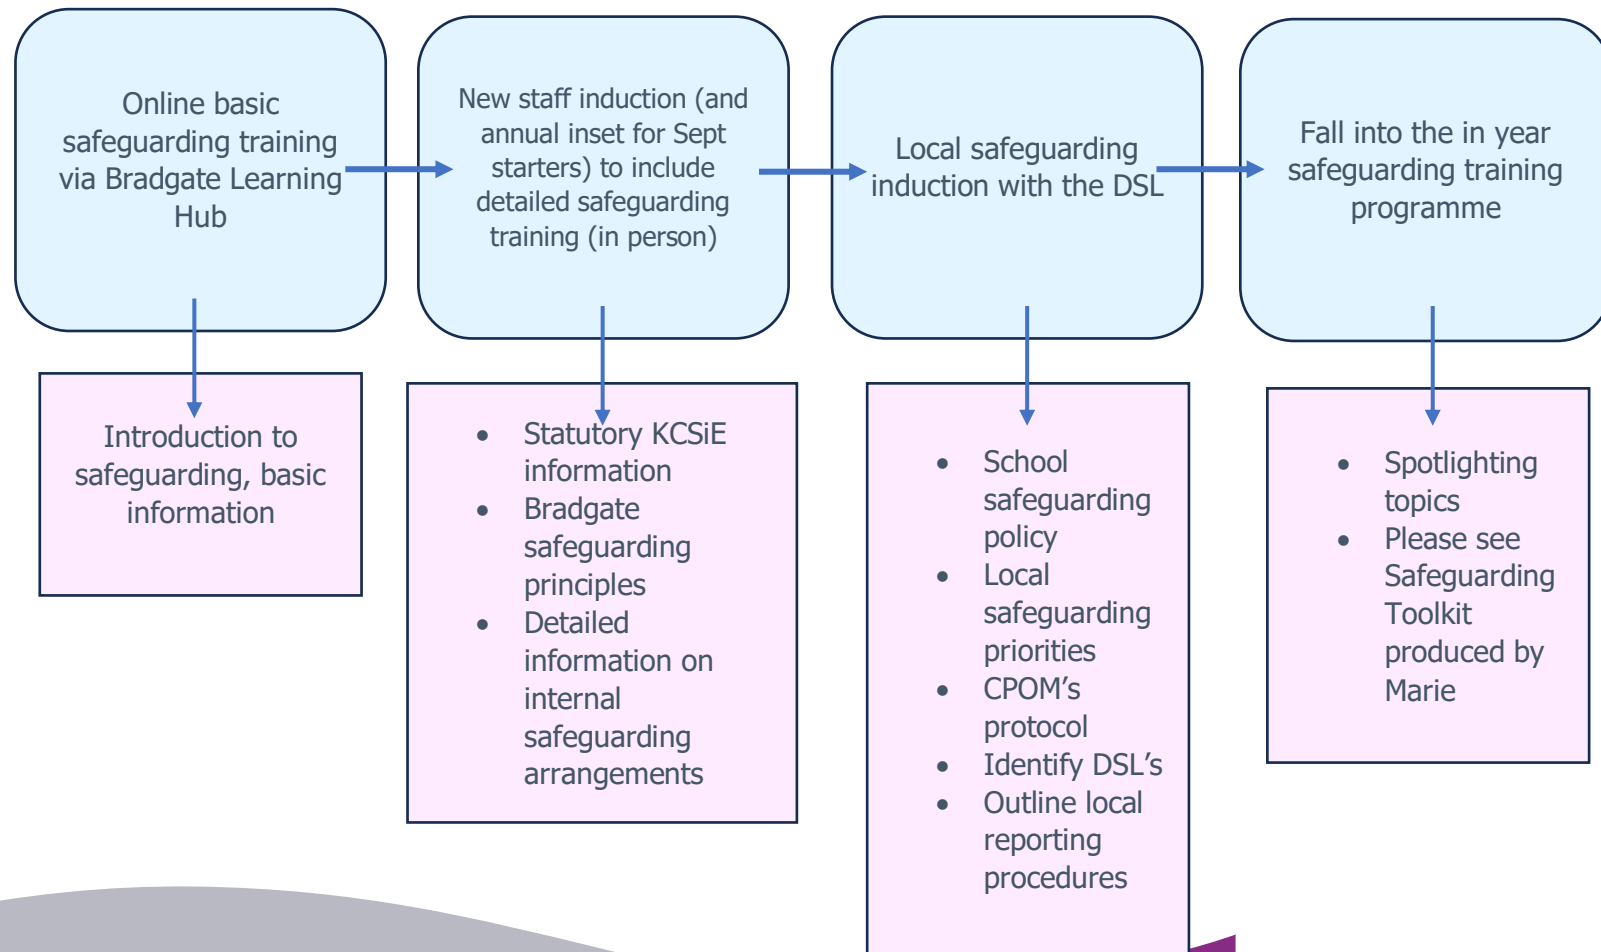 Online basic
safeguarding training
via Bradgate Learning
Hub
New staff induction (and
annual inset for Sept
starters) to include
detailed safeguarding
training (in person)
Local safeguarding
induction with the DSL
Fall into the in year
safeguarding training
programme
Introduction to
safeguarding, basic
information
• Statutory KCSiE
information
• Bradgate
safeguarding
principles
• Detailed
information on
internal
safeguarding
arrangements
• School
safeguarding
policy
• Local
safeguarding
priorities
• CPOM’s
protocol
• Identify DSL’s
• Outline local
reporting
procedures
• Spotlighting
topics
• Please see
Safeguarding
Toolkit
produced by
Marie